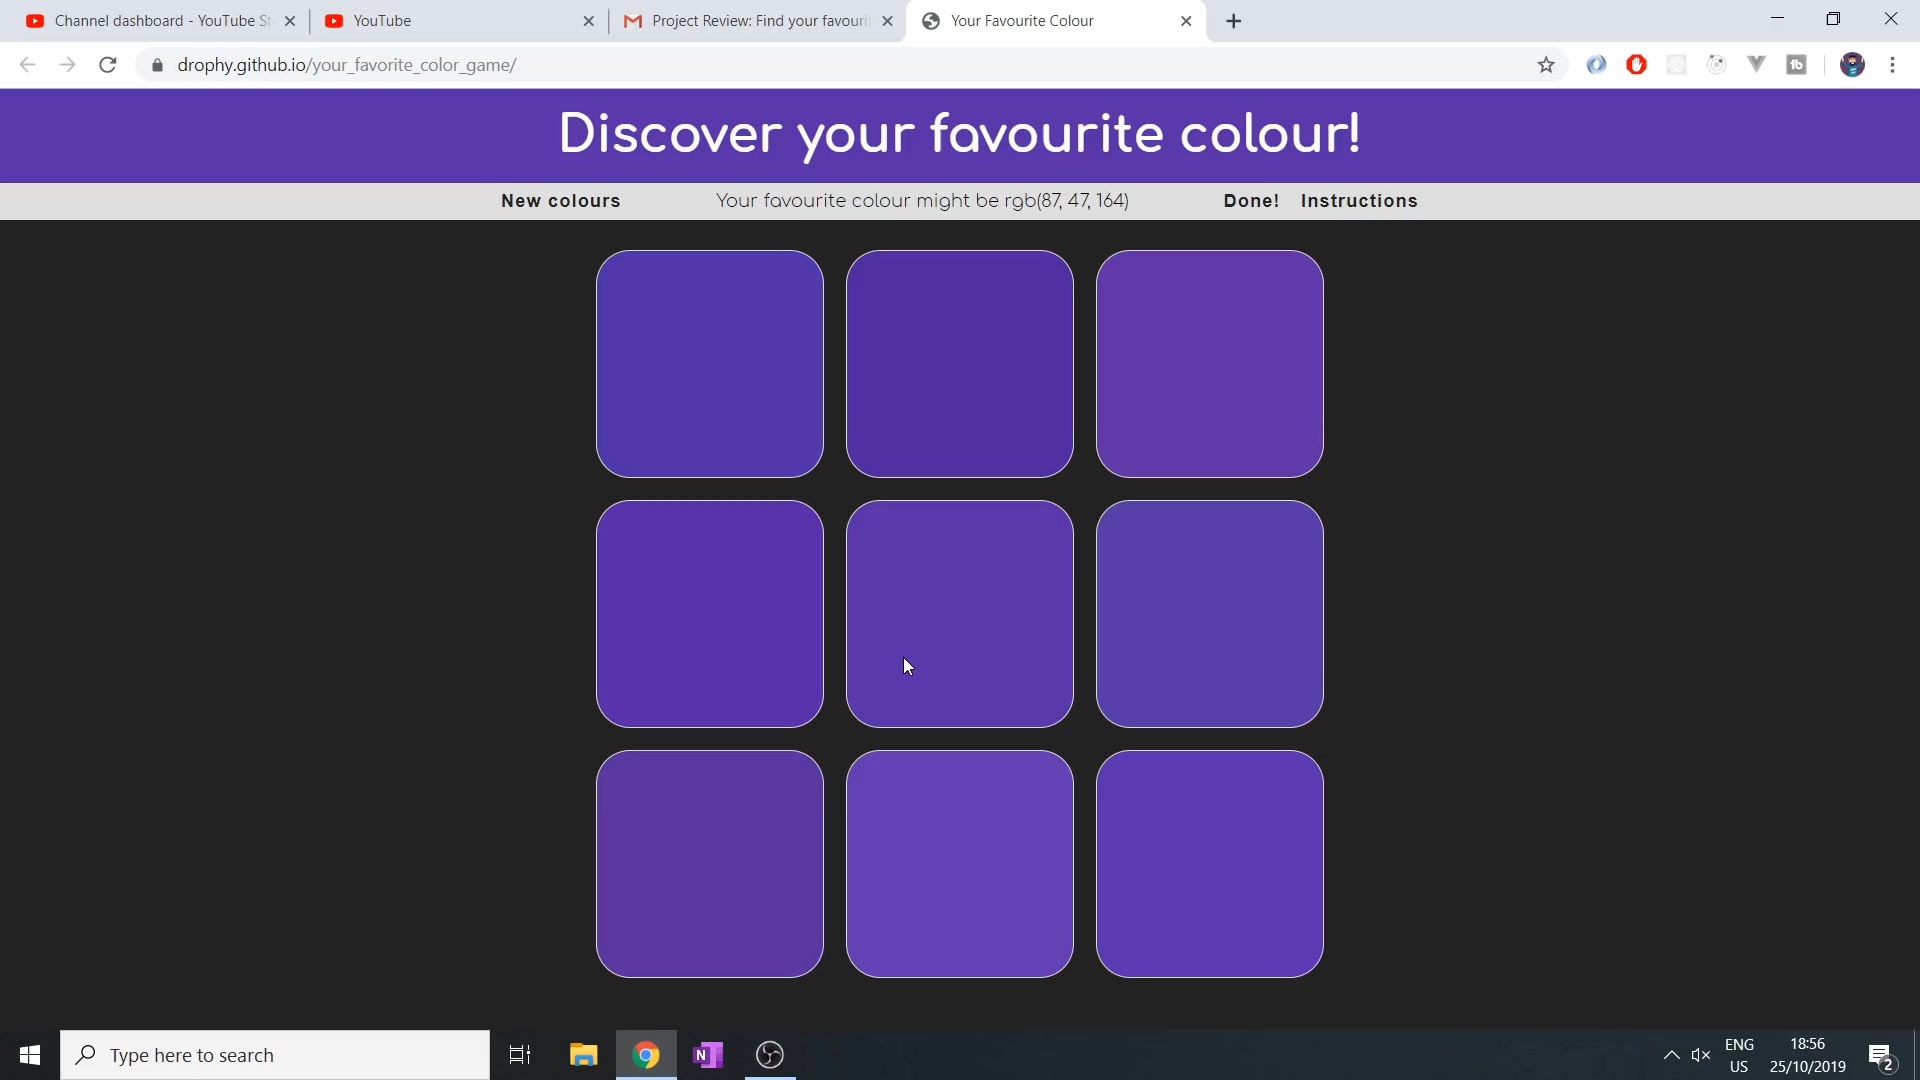 Channel dashboard - YouTube St
YouTube
Project Review: Find your favourit
Your Favourite Colour
drophy.github.io/your_favorite_color_game/
Discover your favourite colour!
New colours
Your favourite colour might be rgb(87, 47, 164)
Done!
Instructions
Type here to search
ENG
US
18:56
25/10/2019
2